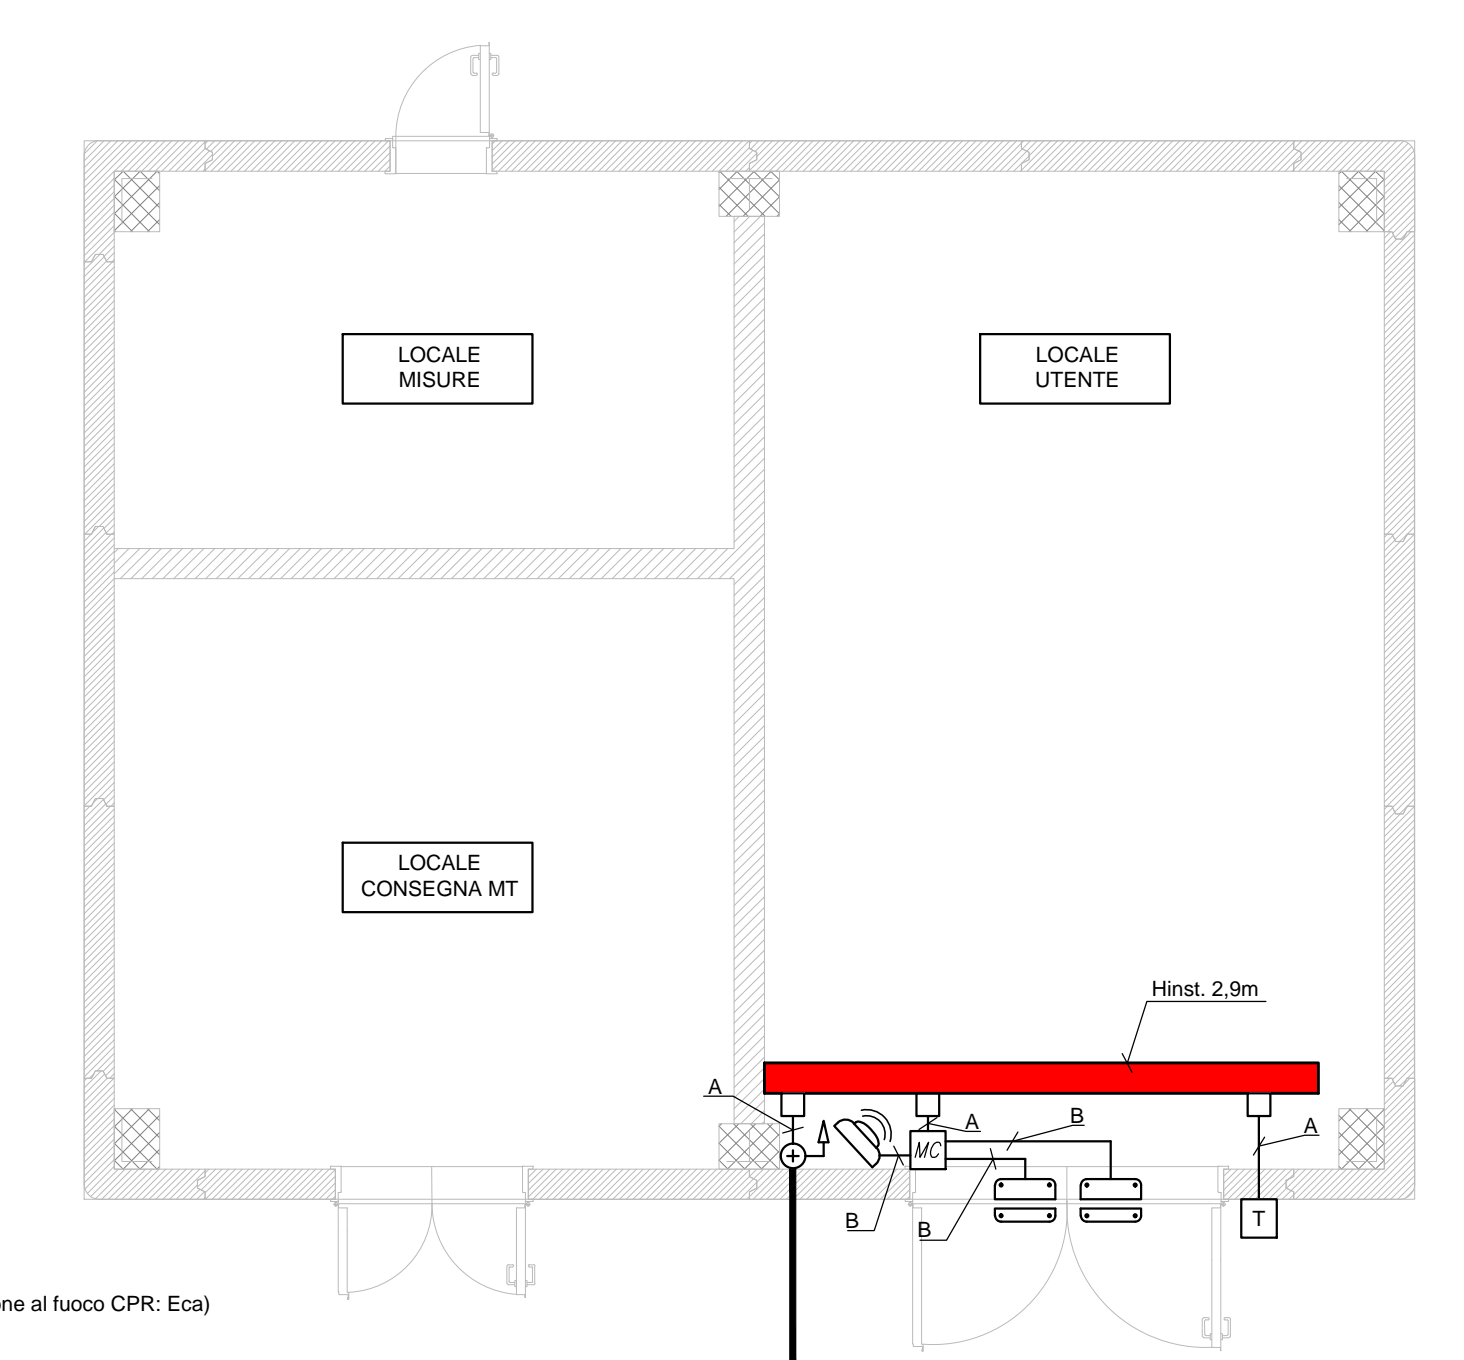 LOCALE
MISURE
LOCALE
UTENTE
LOCALE
CONSEGNA MT
Hinst. 2,9m
A
A
B
A
MC
B
B
T
one al fuoco CPR: Eca)